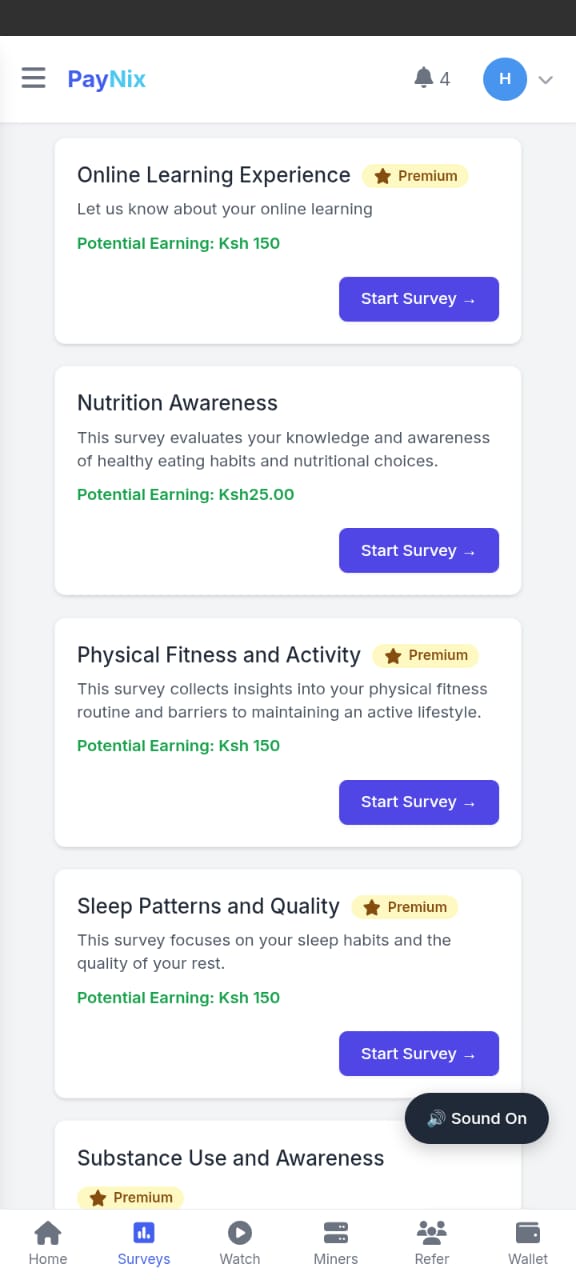 PayNix
4
H
Online Learning Experience
Premium
Let us know about your online learning
Potential Earning: Ksh 150
Start Survey →
Nutrition Awareness
This survey evaluates your knowledge and awareness
of healthy eating habits and nutritional choices.
Potential Earning: Ksh25.00
Start Survey →
Physical Fitness and Activity
Premium
This survey collects insights into your physical fitness
routine and barriers to maintaining an active lifestyle.
Potential Earning: Ksh 150
Start Survey →
Sleep Patterns and Quality
Premium
This survey focuses on your sleep habits and the
quality of your rest.
Potential Earning: Ksh 150
Start Survey →
Sound On
Substance Use and Awareness
Premium
Home
Surveys
Watch
Miners
Refer
Wallet